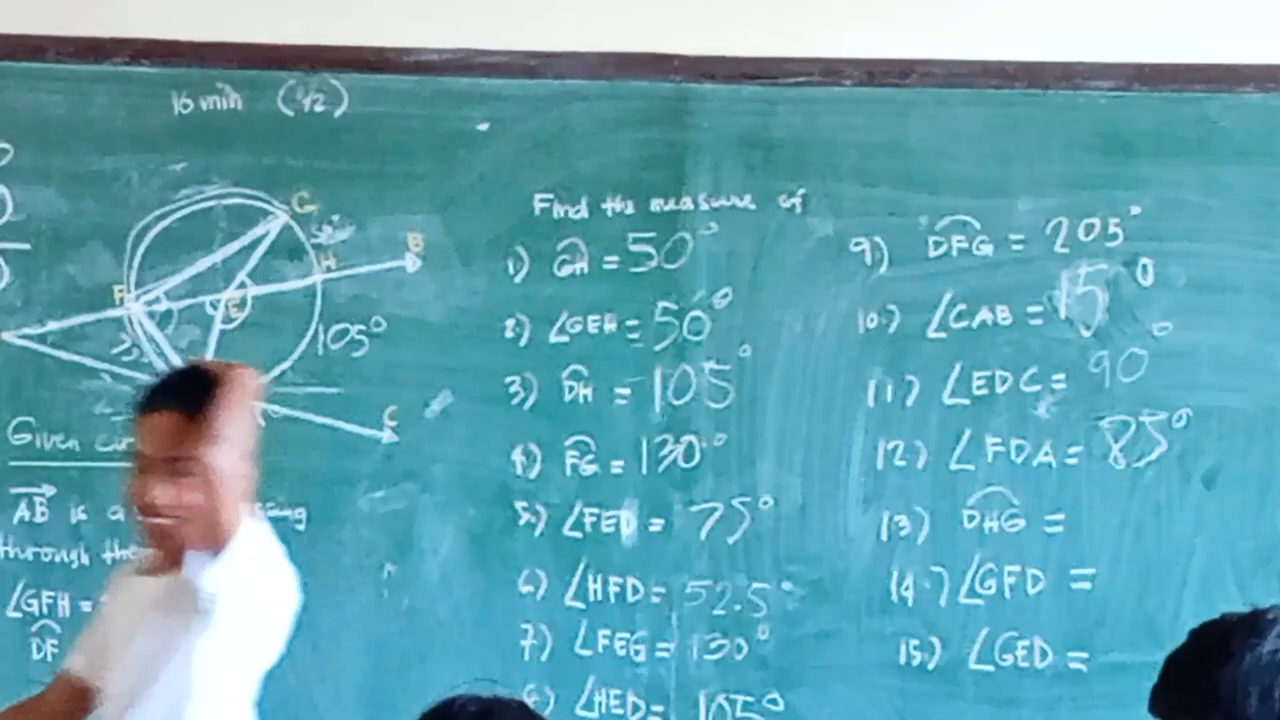 16 min (1/2)
G
B
H
F
E
105°
C
Given
AB is a
through the
∠GFH =
DF
Find the measure of
1) GH = 50°
2) ∠GEH = 50°
3) DH = 105°
4) FG = 130°
5) ∠FED = 75°
6) ∠HFD = 52.5°
7) ∠FEG = 130°
∠HED = 105°
9.) DFG = 205°
10.) ∠CAB = 15°
11.) ∠EDC = 90°
12.) ∠FDA = 85°
13) DHG =
14.) ∠GFD =
15.) ∠GED =